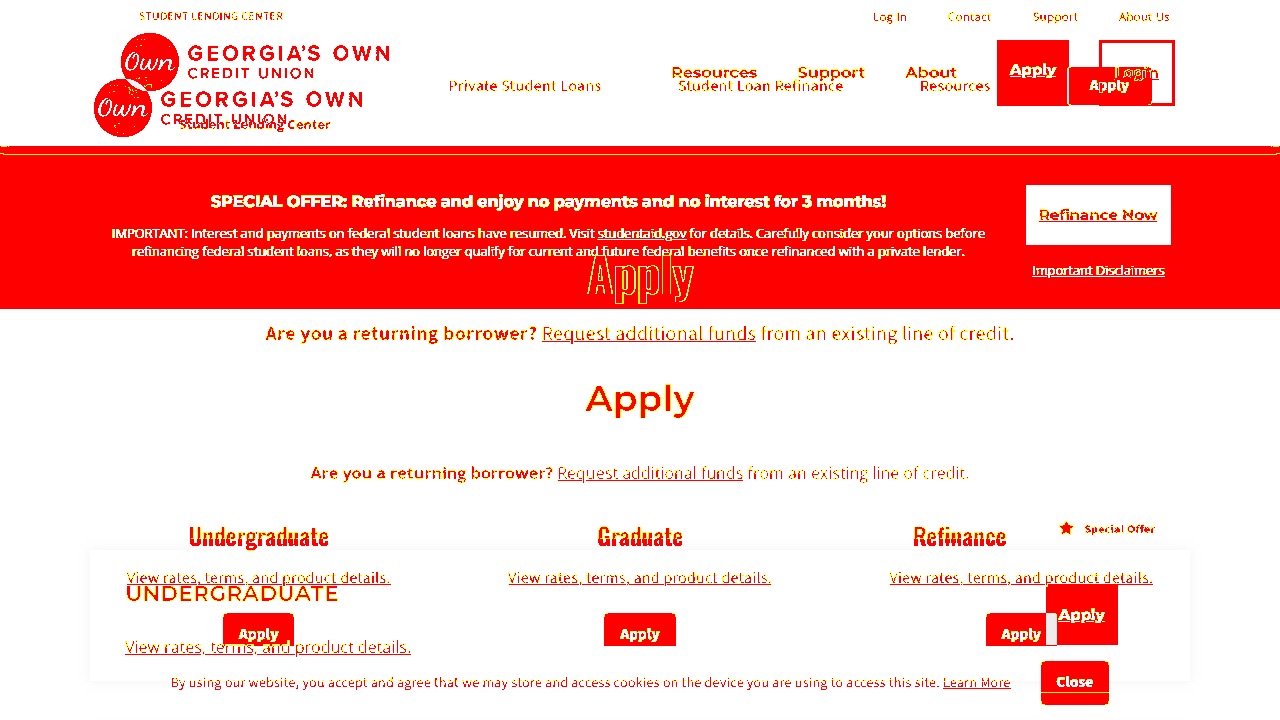 STUDENT LENDING CENTER
Log In Contact Support About Us
Own GEORGIA'S OWN
CREDIT UNION
Resources Support About Apply Login
Private Student Loans Student Loan Refinance Resources Apply
Own GEORGIA'S OWN
CREDIT UNION
Student Lending Center
SPECIAL OFFER: Refinance and enjoy no payments and no interest for 3 months!
Refinance Now
IMPORTANT: Interest and payments on federal student loans have resumed. Visit studentaid.gov for details. Carefully consider your options before
refinancing federal student loans, as they will no longer qualify for current and future federal benefits once refinanced with a private lender.
Important Disclaimers
Apply
Are you a returning borrower? Request additional funds from an existing line of credit.
Apply
Are you a returning borrower? Request additional funds from an existing line of credit.
Undergraduate Graduate Refinance Special Offer
View rates, terms, and product details. View rates, terms, and product details. View rates, terms, and product details.
UNDERGRADUATE
Apply
Apply Apply Apply
View rates, terms, and product details.
By using our website, you accept and agree that we may store and access cookies on the device you are using to access this site. Learn More Close